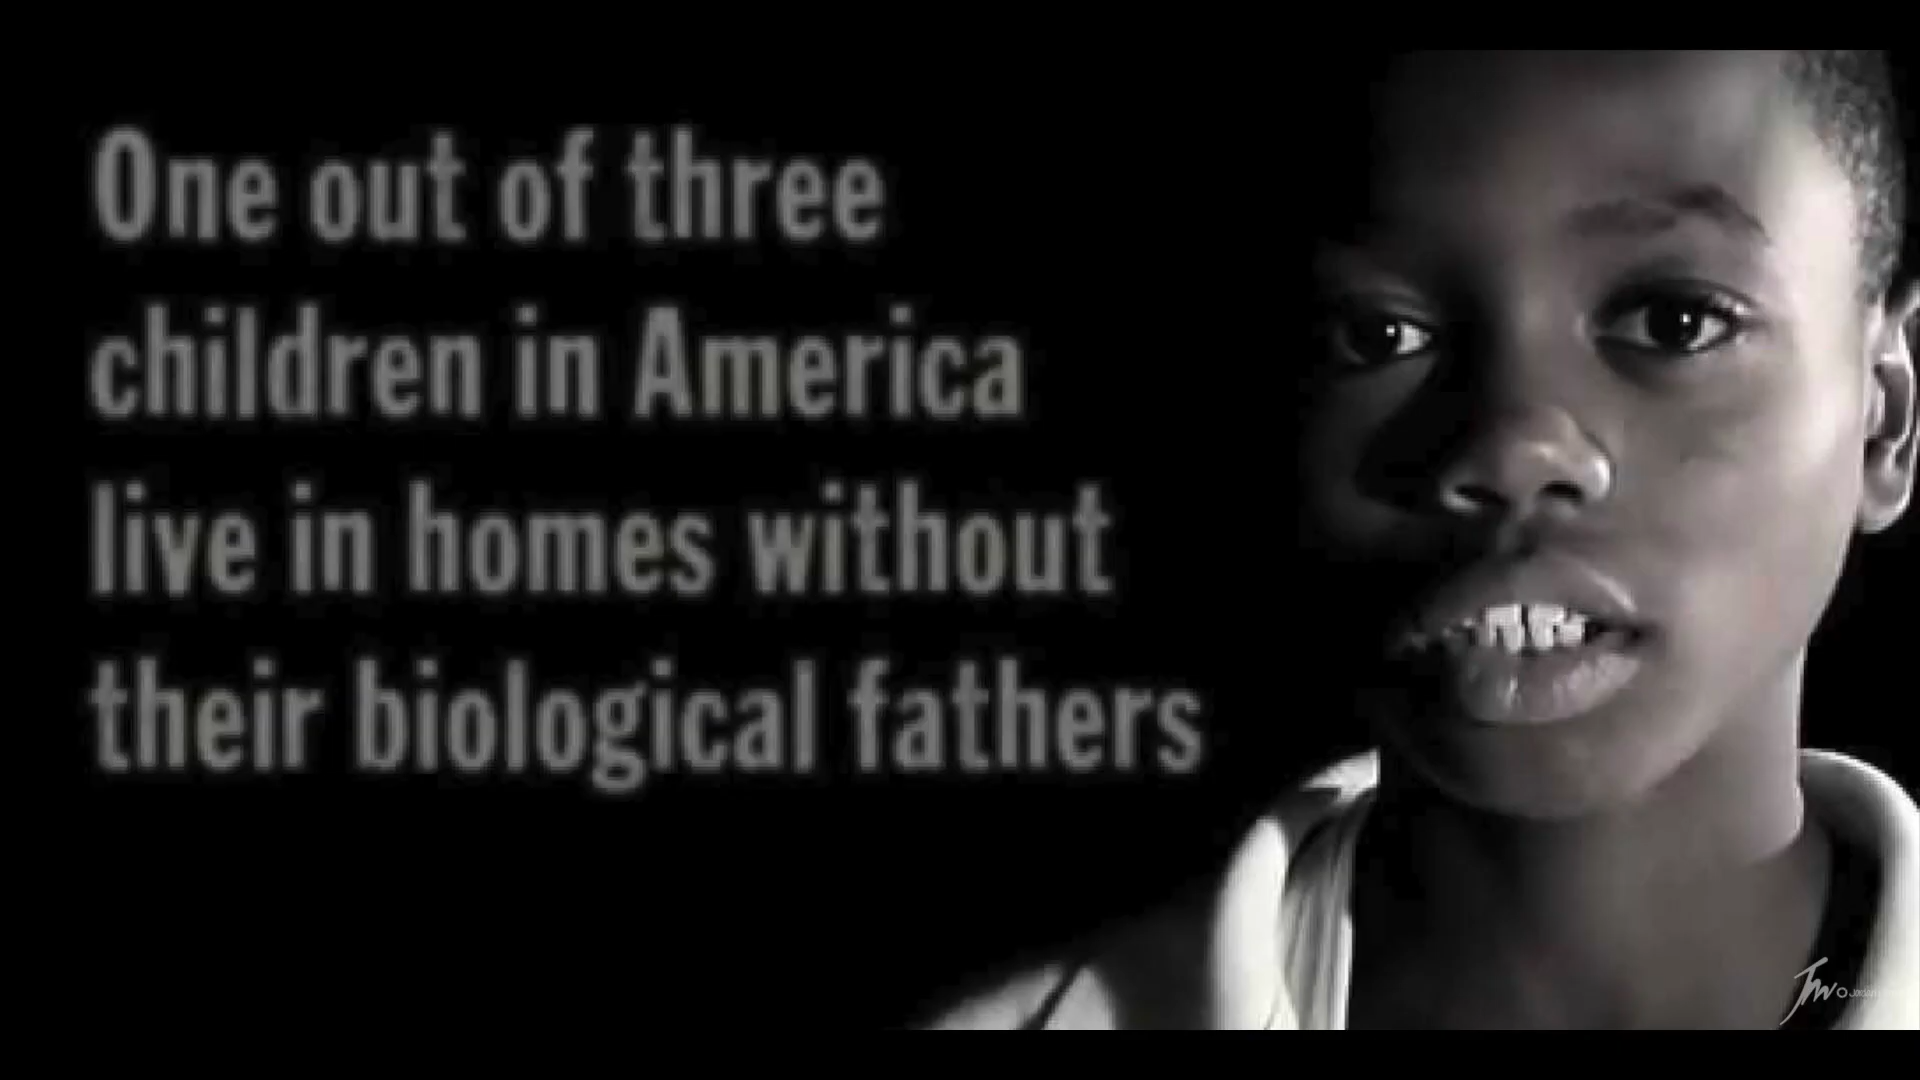 One out of three
children in America
live in homes without
their biological fathers